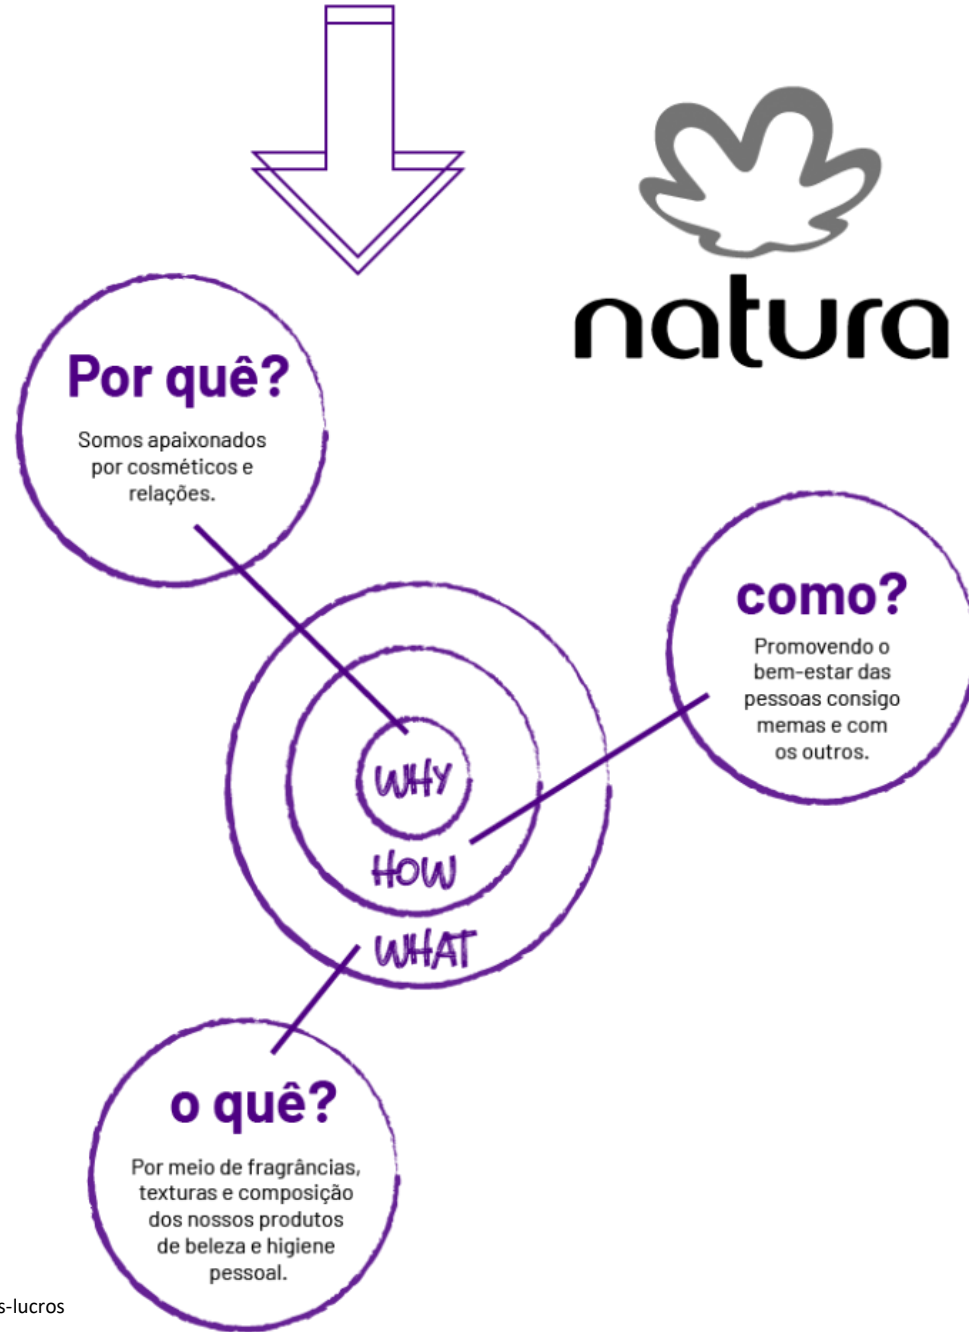 natura
Por quê?
Somos apaixonados
por cosméticos e
relações.
como?
Promovendo o
bem-estar das
pessoas consigo
memas e com
os outros.
WHY
HOW
WHAT
o quê?
Por meio de fragrâncias,
texturas e composição
dos nossos produtos
de beleza e higiene
pessoal.
s-lucros